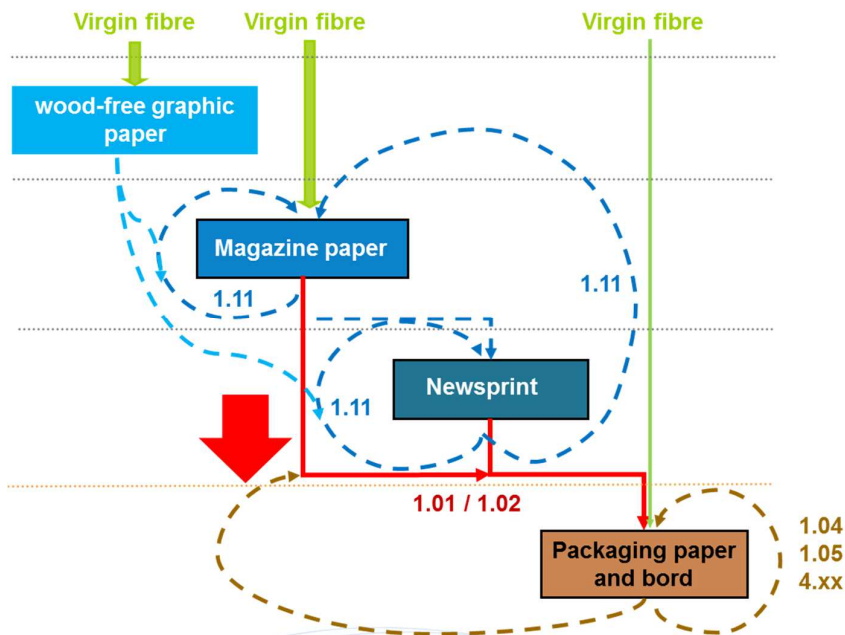 Virgin fibre
Virgin fibre
Virgin fibre
wood-free graphic
paper
Magazine paper
1.11
1.11
Newsprint
1.11
1.01 / 1.02
Packaging paper
and bord
1.04
1.05
4.xx